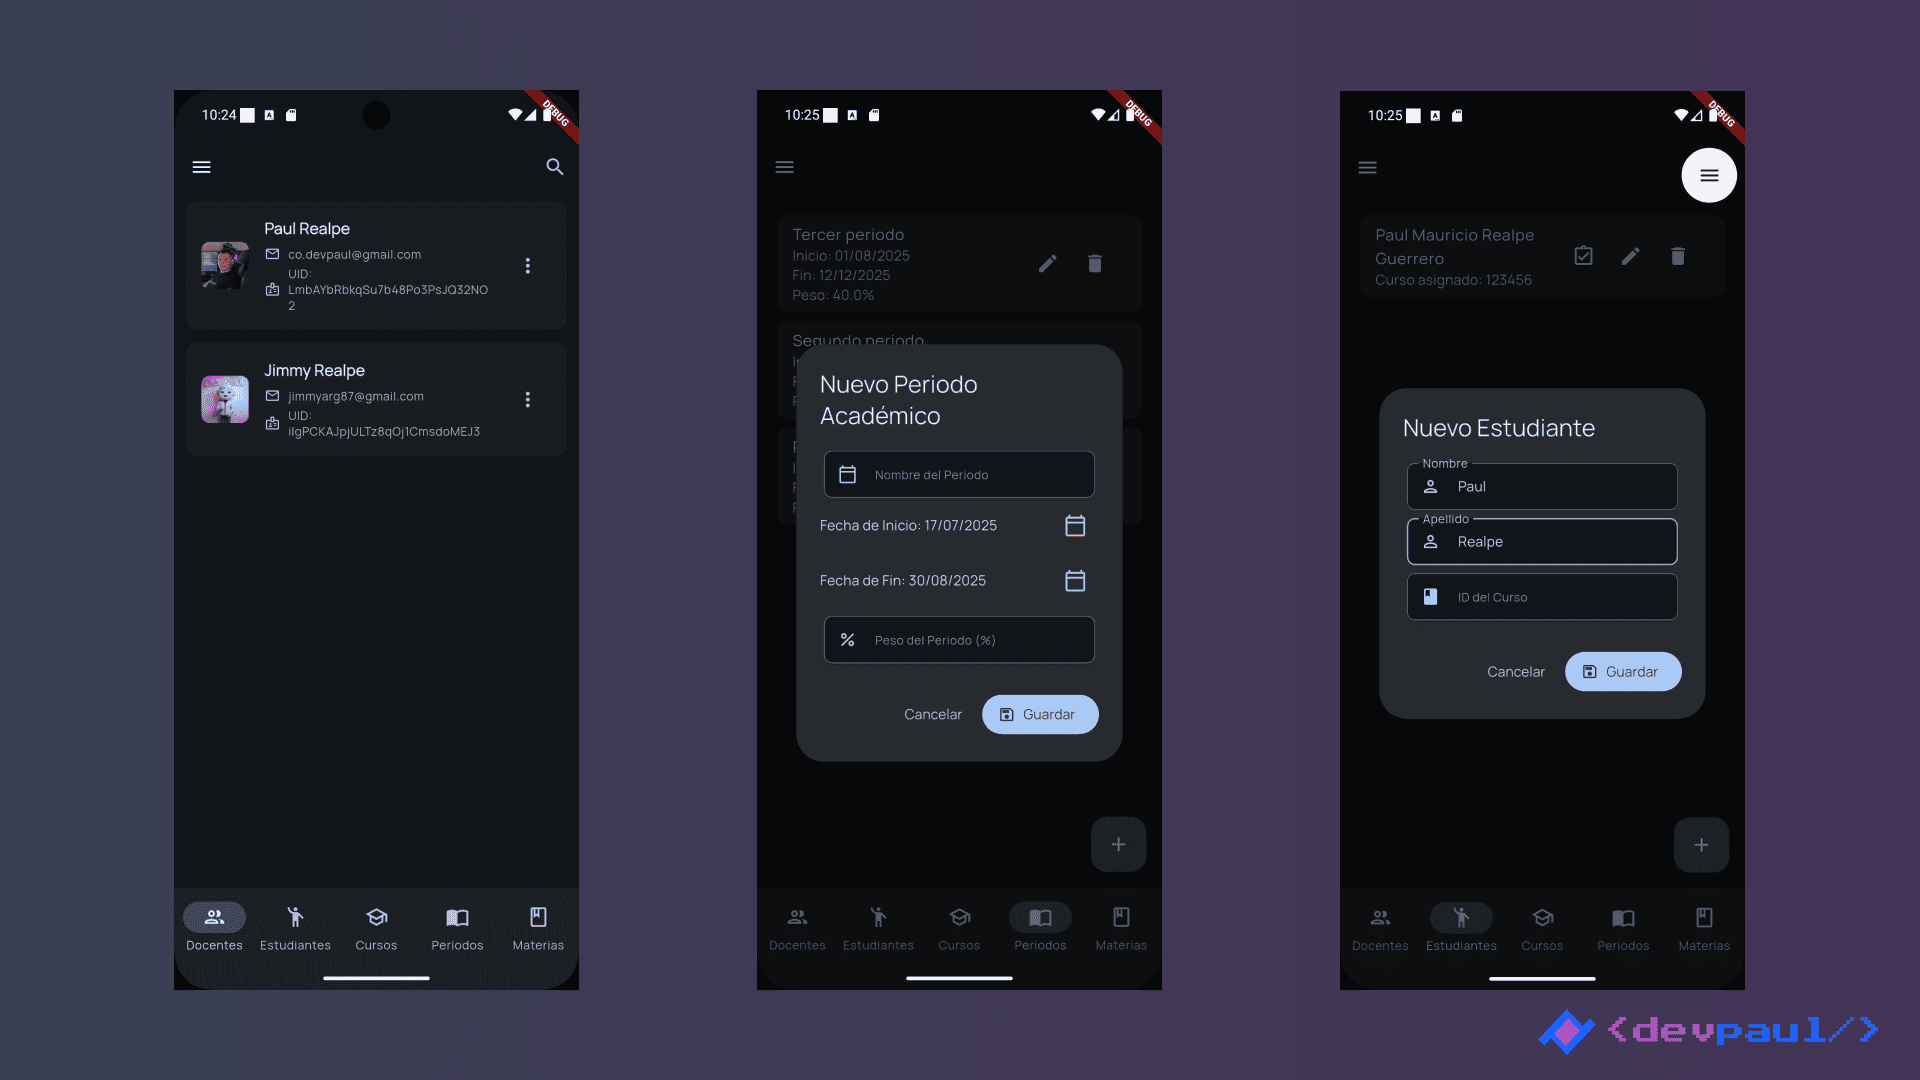 10:24
DEBUG
Paul Realpe
co.devpaul@gmail.com
UID:
LmbAYbRbkqSu7b48Po3PsJQ32NO
2
Jimmy Realpe
jimmyarg87@gmail.com
UID:
iIgPCKAJpjULTz8qOj1CmsdoMEJ3
Docentes
Estudiantes
Cursos
Periodos
Materias
10:25
DEBUG
Tercer periodo
Inicio: 01/08/2025
Fin: 12/12/2025
Peso: 40.0%
Segundo periodo
Nuevo Periodo
Académico
Nombre del Periodo
Fecha de Inicio: 17/07/2025
Fecha de Fin: 30/08/2025
Peso del Periodo (%)
Cancelar
Guardar
Docentes
Estudiantes
Cursos
Periodos
Materias
10:25
DEBUG
Paul Mauricio Realpe
Guerrero
Curso asignado: 123456
Nuevo Estudiante
Nombre
Paul
Apellido
Realpe
ID del Curso
Cancelar
Guardar
Docentes
Estudiantes
Cursos
Periodos
Materias
<devpaul/>